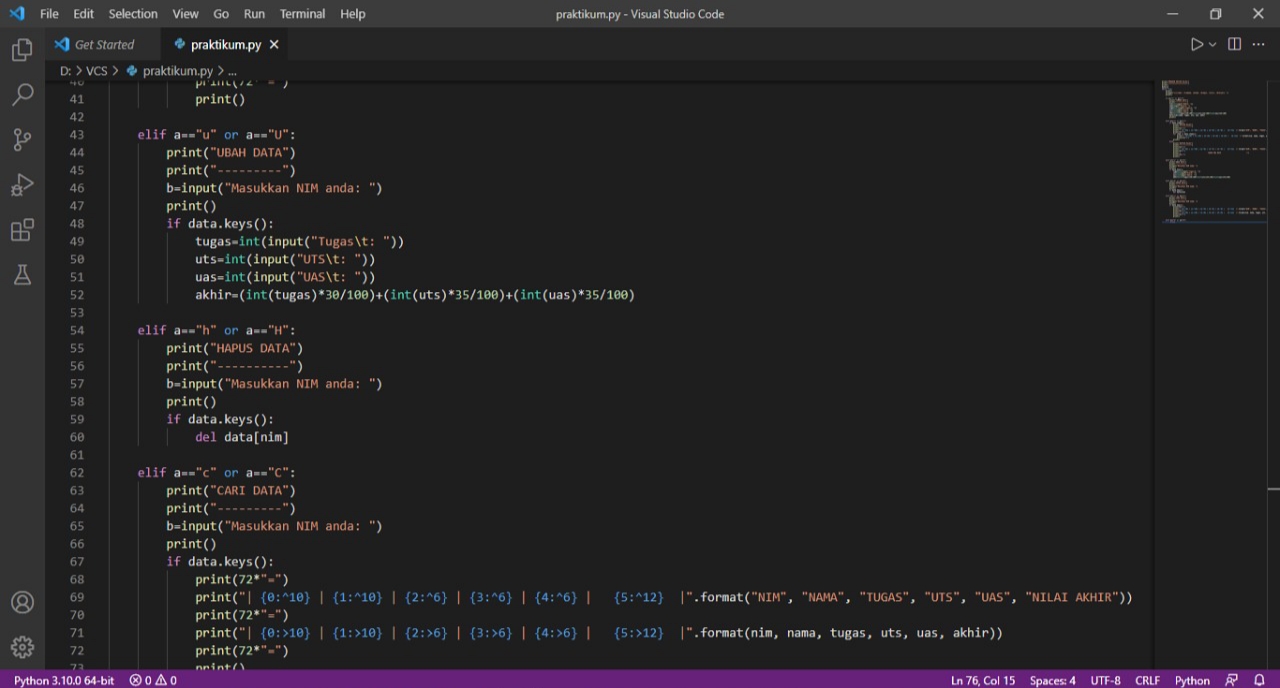 File Edit Selection View Go Run Terminal Help praktikum.py - Visual Studio Code
Get Started praktikum.py
D: > VCS > praktikum.py > ...
40 print(72*"=")
41 print()
42
43 elif a=="u" or a=="U":
44 print("UBAH DATA")
45 print("---------")
46 b=input("Masukkan NIM anda: ")
47 print()
48 if data.keys():
49 tugas=int(input("Tugas\t: "))
50 uts=int(input("UTS\t: "))
51 uas=int(input("UAS\t: "))
52 akhir=(int(tugas)*30/100)+(int(uts)*35/100)+(int(uas)*35/100)
53
54 elif a=="h" or a=="H":
55 print("HAPUS DATA")
56 print("----------")
57 b=input("Masukkan NIM anda: ")
58 print()
59 if data.keys():
60 del data[nim]
61
62 elif a=="c" or a=="C":
63 print("CARI DATA")
64 print("---------")
65 b=input("Masukkan NIM anda: ")
66 print()
67 if data.keys():
68 print(72*"=")
69 print("| {0:^10} | {1:^10} | {2:^6} | {3:^6} | {4:^6} |   {5:^12}  |".format("NIM", "NAMA", "TUGAS", "UTS", "UAS", "NILAI AKHIR"))
70 print(72*"=")
71 print("| {0:>10} | {1:>10} | {2:>6} | {3:>6} | {4:>6} |   {5:>12}  |".format(nim, nama, tugas, uts, uas, akhir))
72 print(72*"=")
73 print()
Python 3.10.0 64-bit 0 0 Ln 76, Col 15 Spaces: 4 UTF-8 CRLF Python